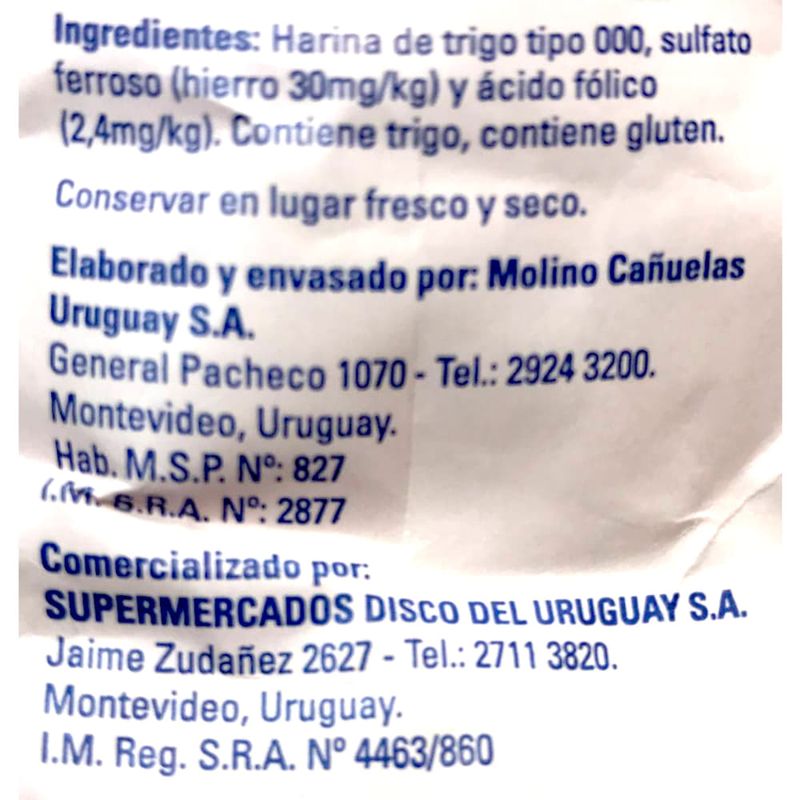 Ingredientes: Harina de trigo tipo 000, sulfato
ferroso (hierro 30mg/kg) y ácido fólico
(2,4mg/kg). Contiene trigo, contiene gluten.
Conservar en lugar fresco y seco.
Elaborado y envasado por: Molino Cañuelas
Uruguay S.A.
General Pacheco 1070 - Tel.: 2924 3200.
Montevideo, Uruguay.
Hab. M.S.P. Nº: 827
I.M. S.R.A. Nº: 2877
Comercializado por:
SUPERMERCADOS DISCO DEL URUGUAY S.A.
Jaime Zudañez 2627 - Tel.: 2711 3820.
Montevideo, Uruguay.
I.M. Reg. S.R.A. Nº 4463/860